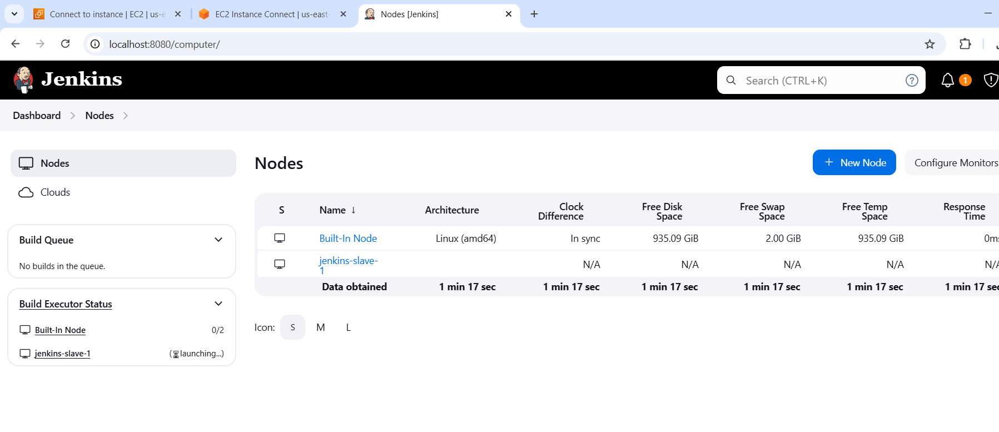 Connect to instance | EC2 | us-e
EC2 Instance Connect | us-east-
Nodes [Jenkins]
localhost:8080/computer/
Jenkins
Search (CTRL+K)
1
Dashboard > Nodes >
Nodes
Clouds
Build Queue
No builds in the queue.
Build Executor Status
Built-In Node 0/2
jenkins-slave-1 (launching...)
Nodes
+ New Node
Configure Monitors
S Name ↓ Architecture Clock Difference Free Disk Space Free Swap Space Free Temp Space Response Time
Built-In Node Linux (amd64) In sync 935.09 GiB 2.00 GiB 935.09 GiB 0ms
jenkins-slave-
1 N/A N/A N/A N/A N/A
Data obtained 1 min 17 sec 1 min 17 sec 1 min 17 sec 1 min 17 sec 1 min 17 sec 1 min 17 sec
Icon: S M L